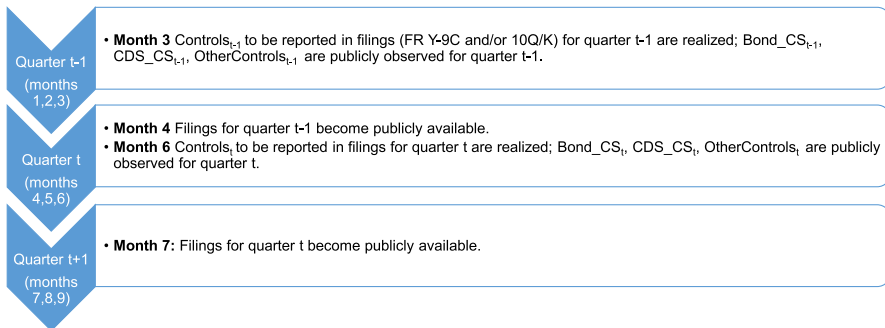 Quarter t-1
(months
1,2,3)
• Month 3 Controlsₜ₋₁ to be reported in filings (FR Y-9C and/or 10Q/K) for quarter t-1 are realized; Bond_CSₜ₋₁,
CDS_CSₜ₋₁, OtherControlsₜ₋₁ are publicly observed for quarter t-1.
Quarter t
(months
4,5,6)
• Month 4 Filings for quarter t-1 become publicly available.
• Month 6 Controlsₜ to be reported in filings for quarter t are realized; Bond_CSₜ, CDS_CSₜ, OtherControlsₜ are publicly
observed for quarter t.
Quarter t+1
(months
7,8,9)
• Month 7: Filings for quarter t become publicly available.